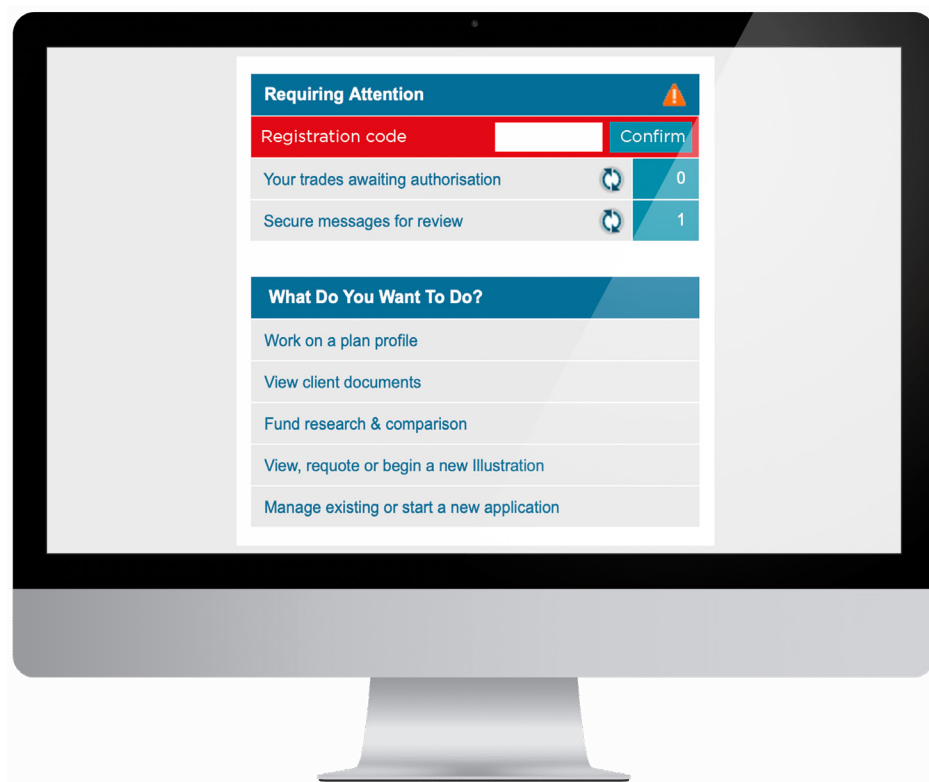 Requiring Attention
Registration code Confirm
Your trades awaiting authorisation 0
Secure messages for review 1
What Do You Want To Do?
Work on a plan profile
View client documents
Fund research & comparison
View, requote or begin a new Illustration
Manage existing or start a new application